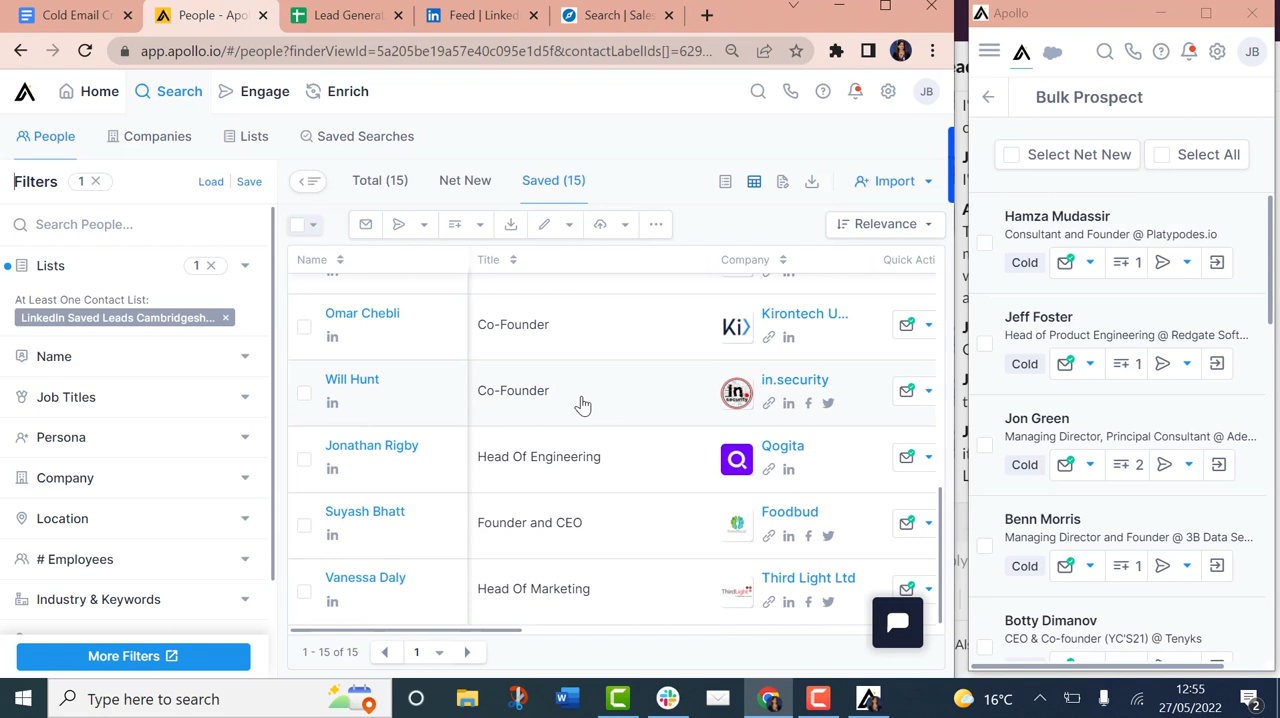 Cold Email Cr
People - Apo
Lead Generat
Feed | Linked
Search | Sales
app.apollo.io/#/people?finderViewId=5a205be19a57e40c095e1d5f&contactLabelIds[]=629...
Home
Search
Engage
Enrich
JB
People
Companies
Lists
Saved Searches
Filters
1
Load
Save
Total (15)
Net New
Saved (15)
Import
Search People...
Relevance
Lists
1
At Least One Contact List:
LinkedIn Saved Leads Cambridgesh...
Name
Job Titles
Persona
Company
Location
# Employees
Industry & Keywords
More Filters
Name
Title
Company
Quick Acti
Omar Chebli
Co-Founder
Kirontech U...
Will Hunt
Co-Founder
in.security
Jonathan Rigby
Head Of Engineering
Qogita
Suyash Bhatt
Founder and CEO
Foodbud
Vanessa Daly
Head Of Marketing
Third Light Ltd
1 - 15 of 15
1
Apollo
JB
Bulk Prospect
Select Net New
Select All
Hamza Mudassir
Consultant and Founder @ Platypodes.io
Cold
1
Jeff Foster
Head of Product Engineering @ Redgate Soft...
Cold
1
Jon Green
Managing Director, Principal Consultant @ Ade...
Cold
2
Benn Morris
Managing Director and Founder @ 3B Data Se...
Cold
1
Botty Dimanov
CEO & Co-founder (YC'S21) @ Tenyks
Type here to search
16°C
12:55
27/05/2022
2